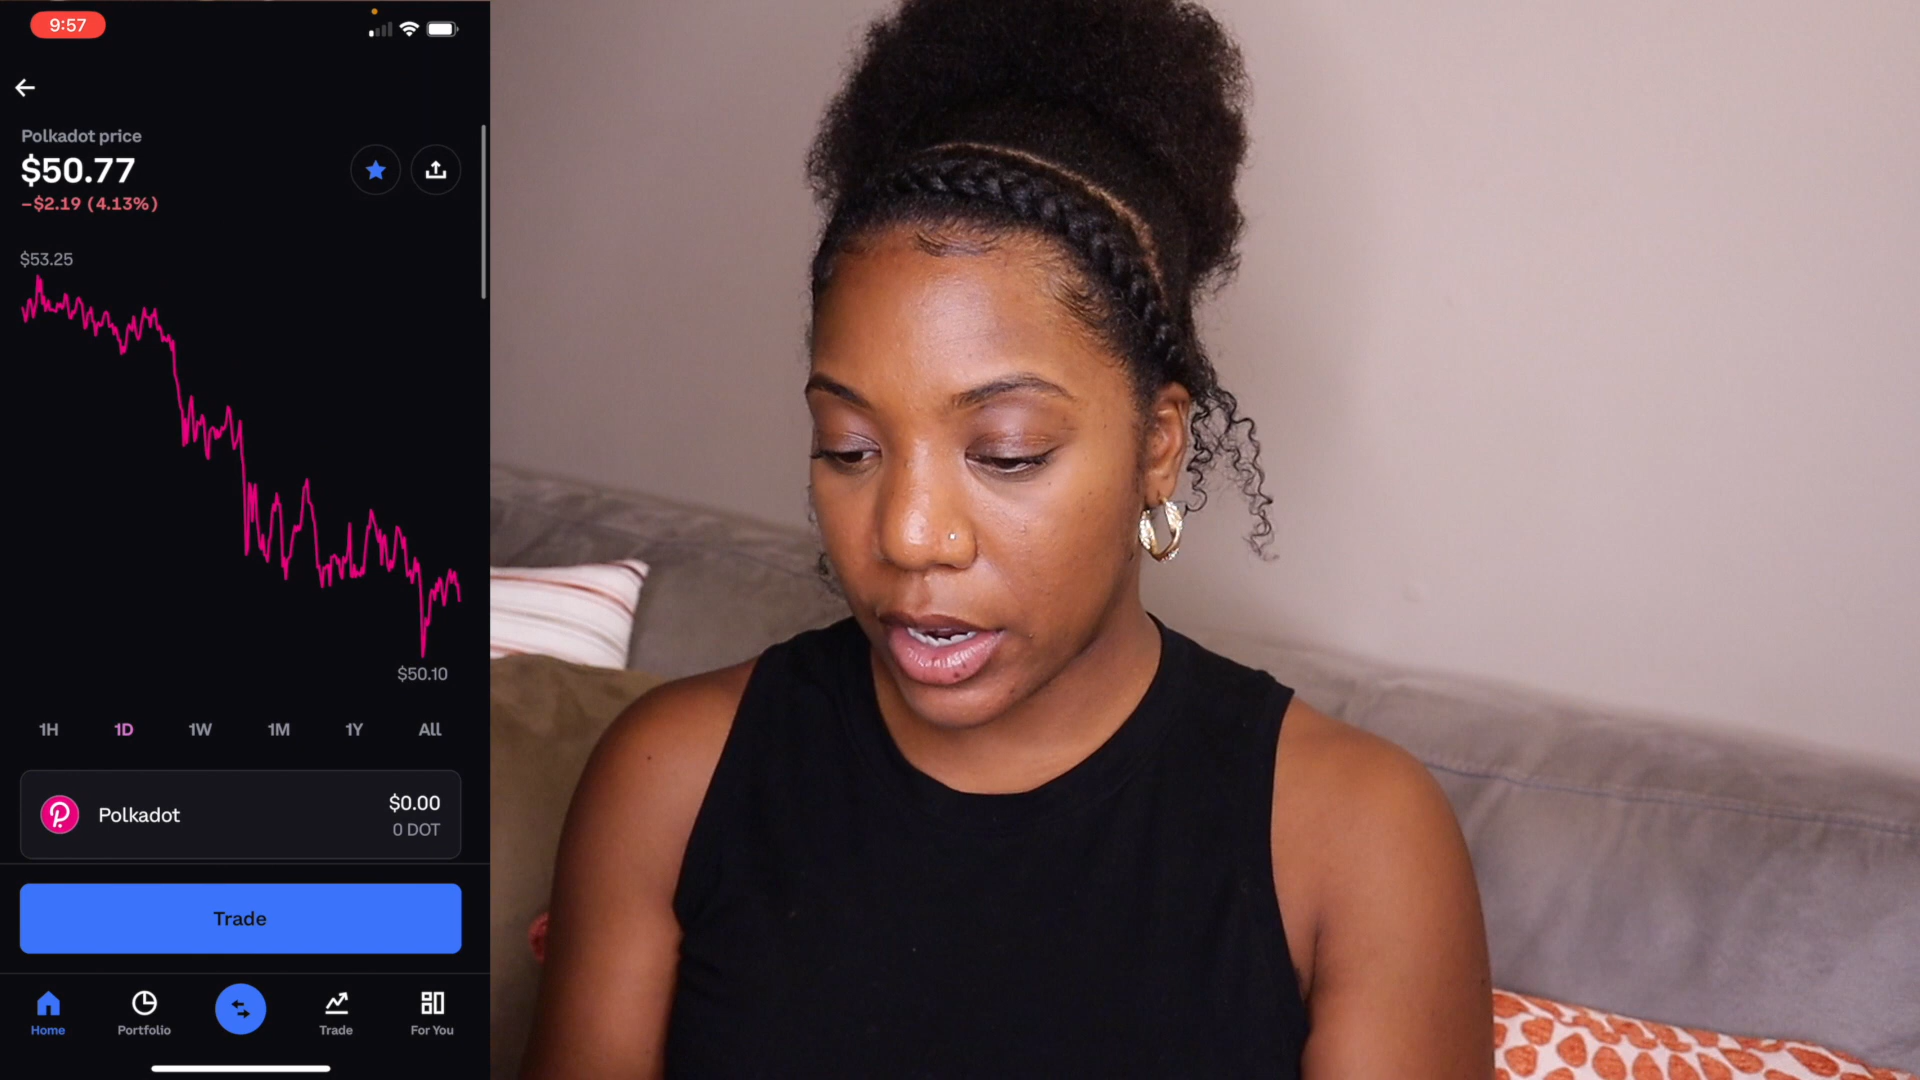 9:57
Polkadot price
$50.77
−$2.19 (4.13%)
$53.25
$50.10
1H 1D 1W 1M 1Y All
Polkadot
$0.00
0 DOT
Trade
Home Portfolio Trade For You